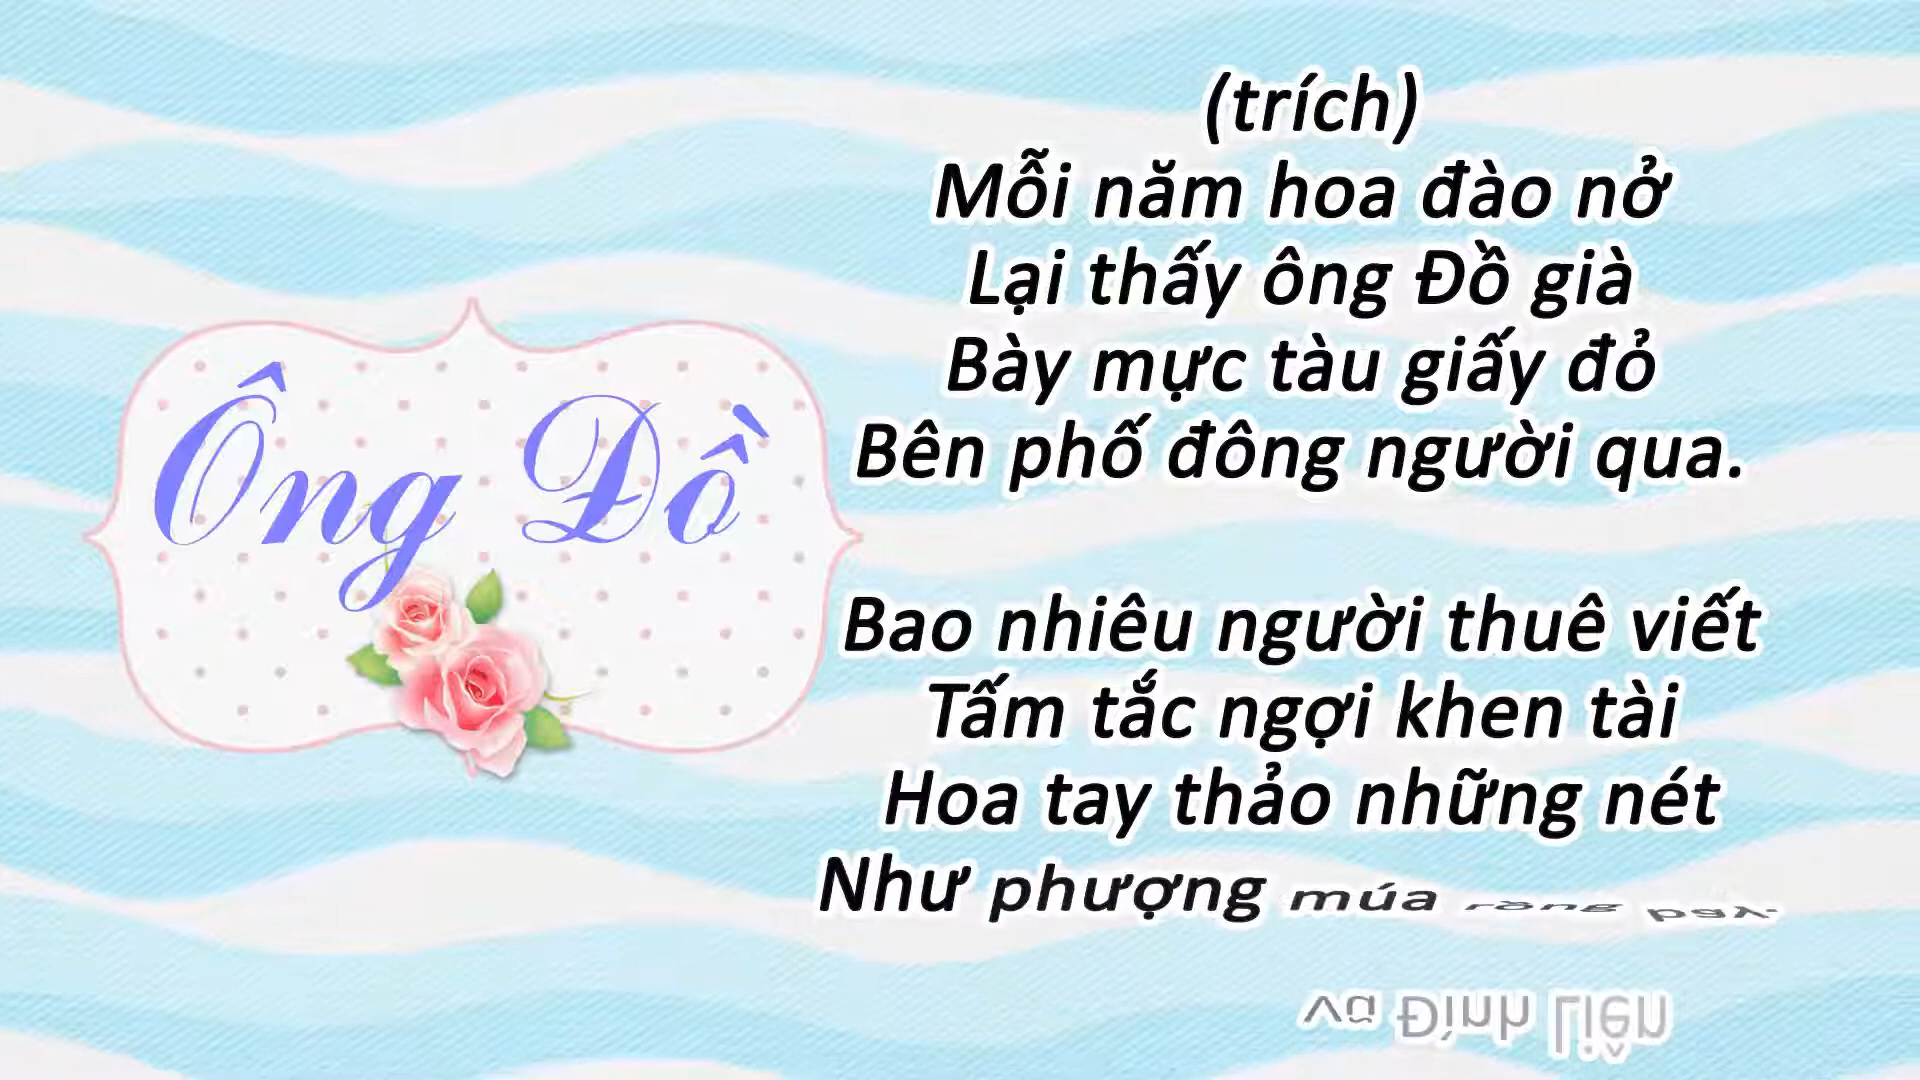 Ông Đồ
(trích)
Mỗi năm hoa đào nở
Lại thấy ông Đồ già
Bày mực tàu giấy đỏ
Bên phố đông người qua.
Bao nhiêu người thuê viết
Tấm tắc ngợi khen tài
Hoa tay thảo những nét
Như phượng múa rồng bay.
Vũ Đình Liên